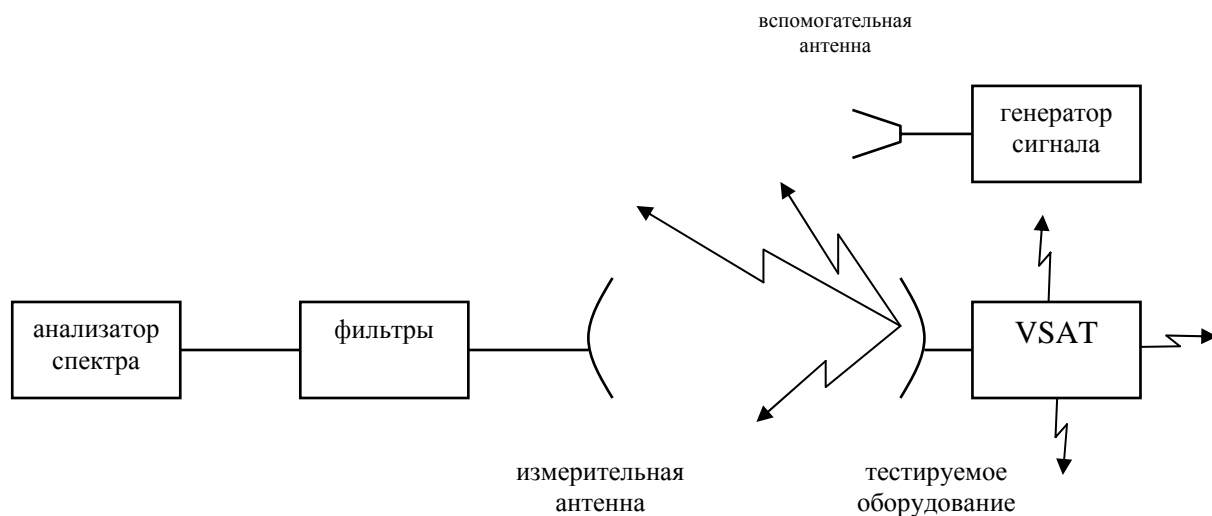 вспомогательная
антенна
генератор
сигнала
анализатор
спектра
фильтры
VSAT
измерительная
антенна
тестируемое
оборудование